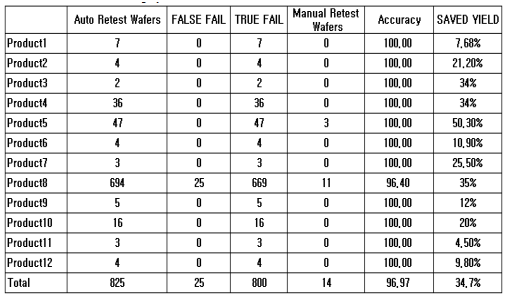 Auto Retest Wafers FALSE FAIL TRUE FAIL Manual Retest Wafers Accuracy SAVED YIELD
Product1 7 0 7 0 100,00 7,68%
Product2 4 0 4 0 100,00 21,20%
Product3 2 0 2 0 100,00 34%
Product4 36 0 36 0 100,00 34%
Product5 47 0 47 3 100,00 50,30%
Product6 4 0 4 0 100,00 10,90%
Product7 3 0 3 0 100,00 25,50%
Product8 694 25 669 11 96,40 35%
Product9 5 0 5 0 100,00 12%
Product10 16 0 16 0 100,00 20%
Product11 3 0 3 0 100,00 4,50%
Product12 4 0 4 0 100,00 9,80%
Total 825 25 800 14 96,97 34,7%